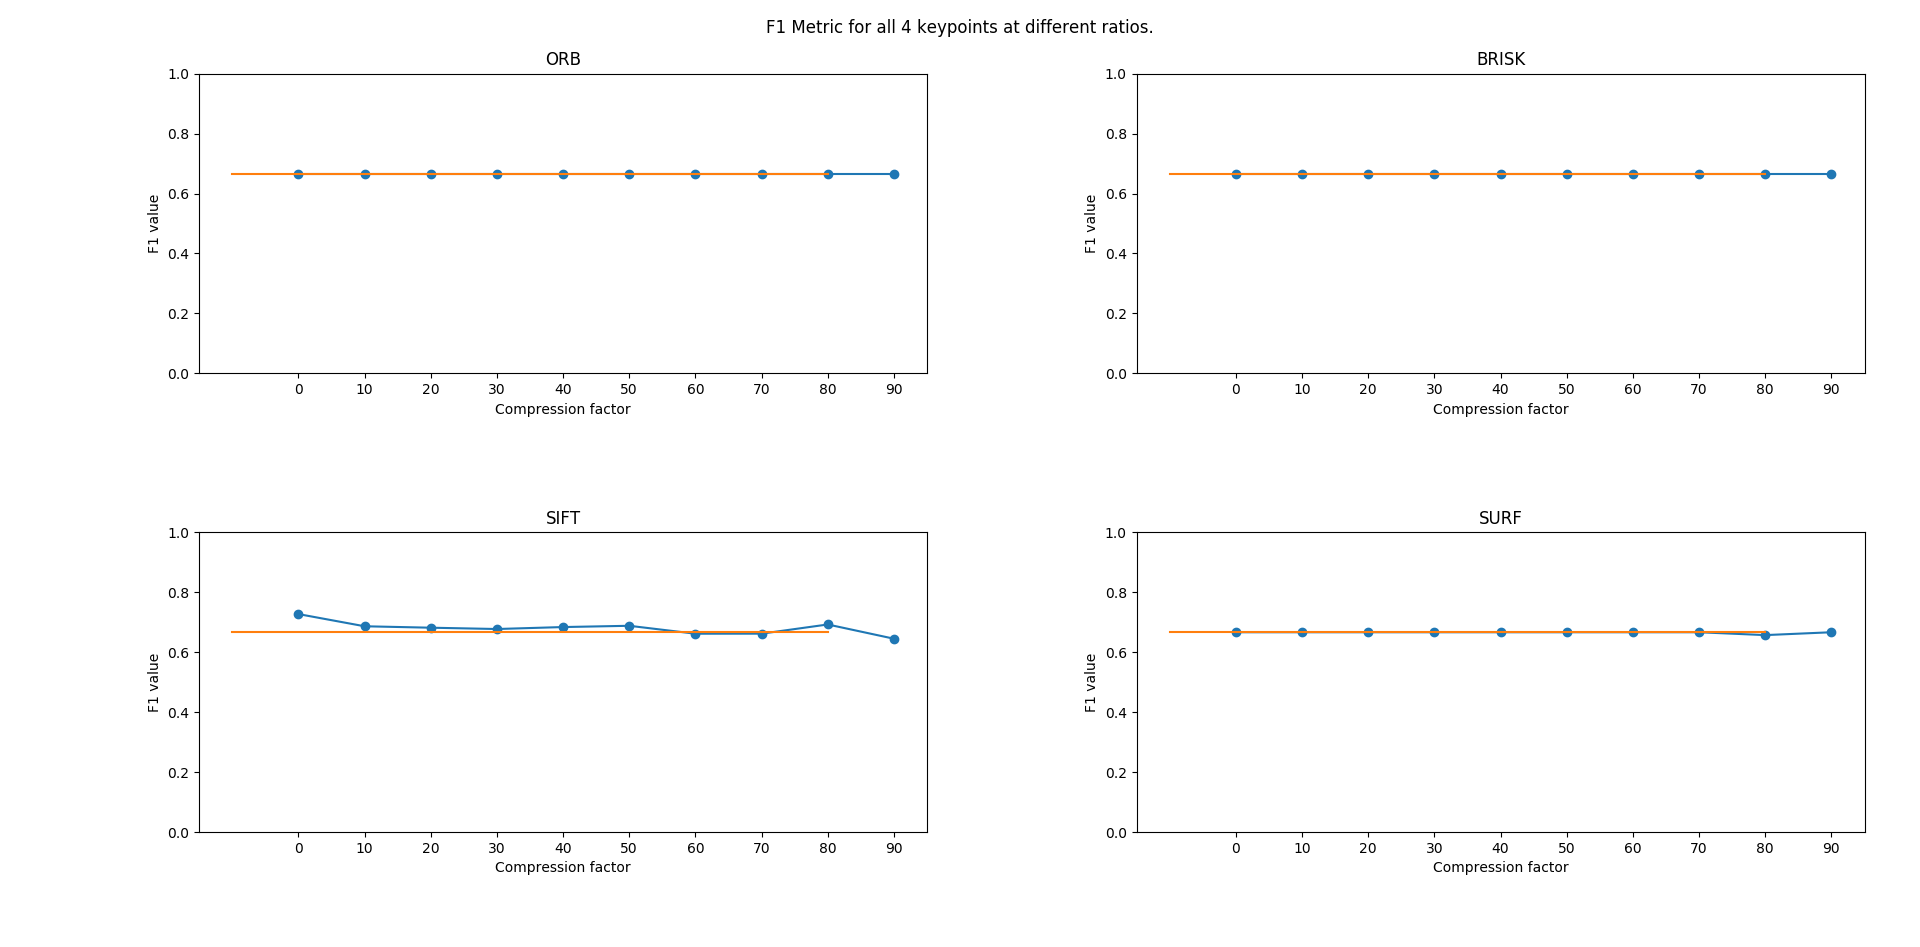 F1 Metric for all 4 keypoints at different ratios.
ORB
1.0
0.8
0.6
0.4
0.2
0.0
F1 value
0 10 20 30 40 50 60 70 80 90
Compression factor
BRISK
1.0
0.8
0.6
0.4
0.2
0.0
F1 value
0 10 20 30 40 50 60 70 80 90
Compression factor
SIFT
1.0
0.8
0.6
0.4
0.2
0.0
F1 value
0 10 20 30 40 50 60 70 80 90
Compression factor
SURF
1.0
0.8
0.6
0.4
0.2
0.0
F1 value
0 10 20 30 40 50 60 70 80 90
Compression factor